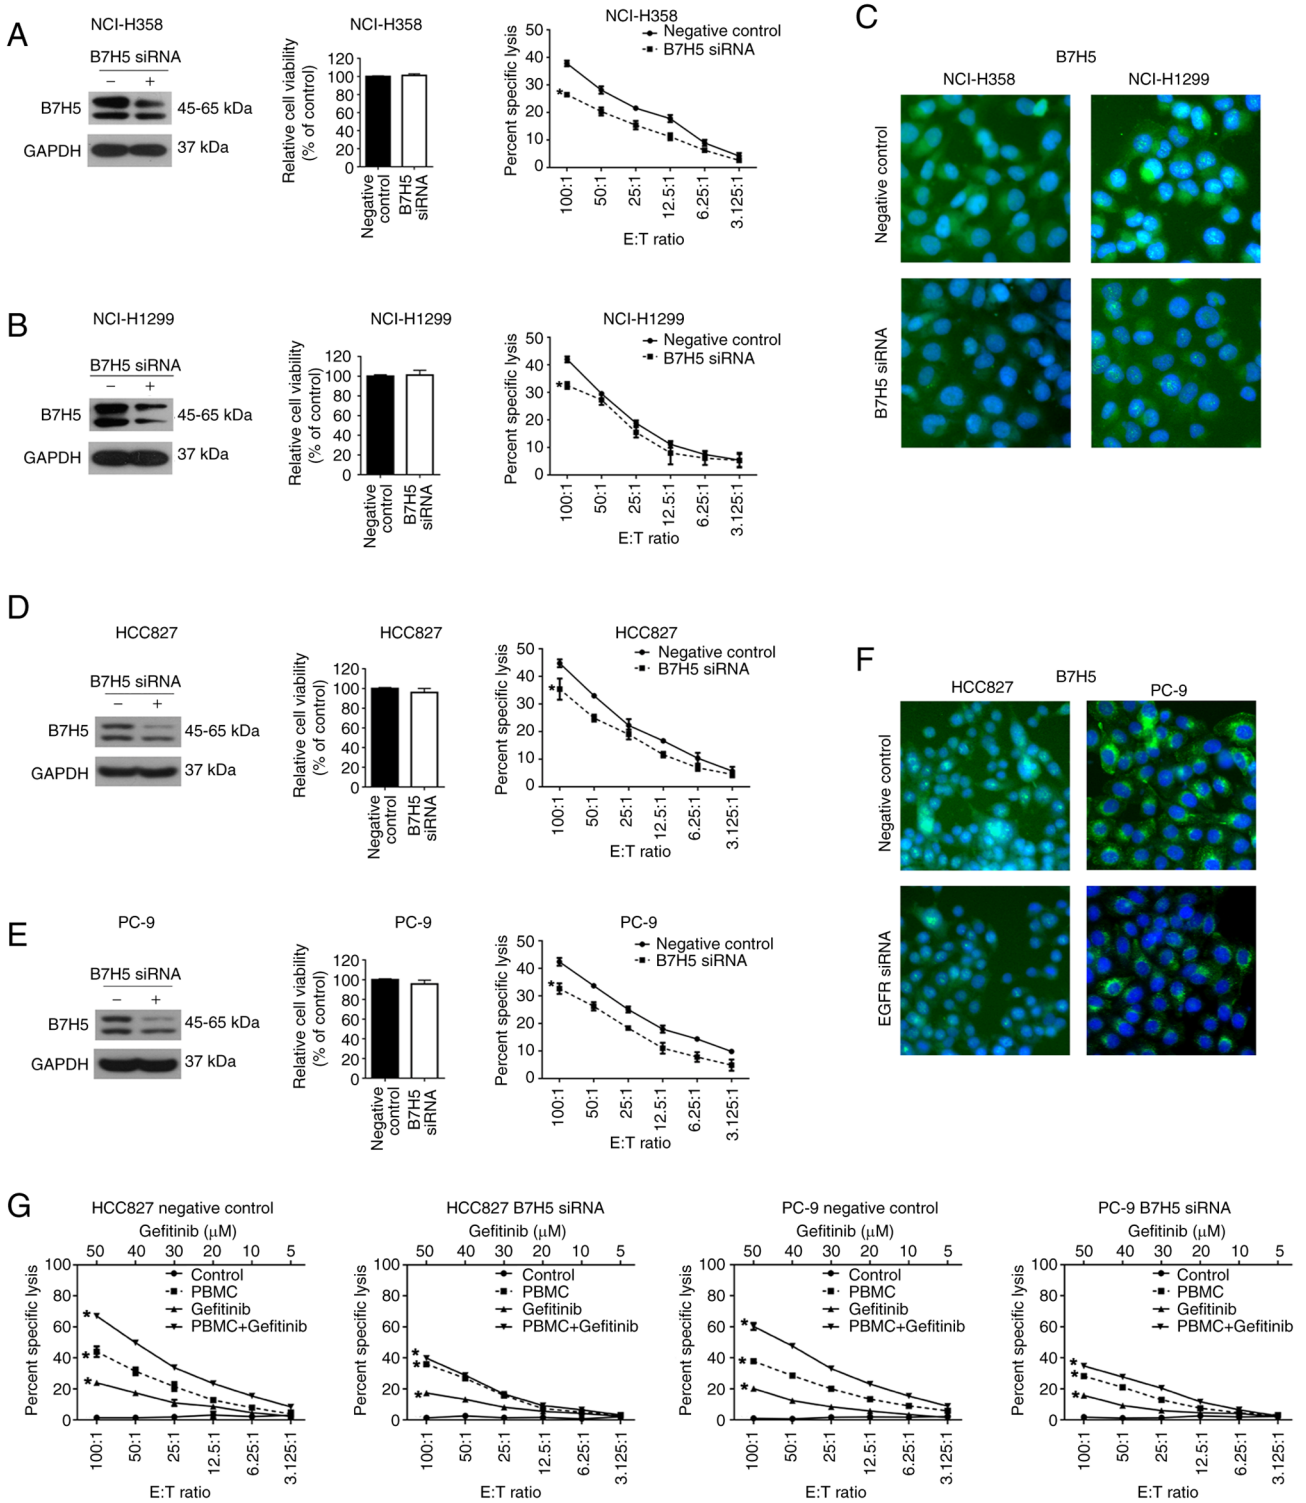 A
NCI-H358
B7H5 siRNA
− +
B7H5
45-65 kDa
GAPDH
37 kDa
NCI-H358
Relative cell viability
(% of control)
120
100
80
60
40
20
0
Negative control
B7H5 siRNA
NCI-H358
Negative control
B7H5 siRNA
Percent specific lysis
50
40
30
20
10
0
*
100:1 50:1 25:1 12.5:1 6.25:1 3.125:1
E:T ratio
B
NCI-H1299
B7H5 siRNA
− +
B7H5
45-65 kDa
GAPDH
37 kDa
NCI-H1299
Relative cell viability
(% of control)
120
100
80
60
40
20
0
Negative control
B7H5 siRNA
NCI-H1299
Negative control
B7H5 siRNA
Percent specific lysis
50
40
30
20
10
0
*
100:1 50:1 25:1 12.5:1 6.25:1 3.125:1
E:T ratio
C
B7H5
NCI-H358 NCI-H1299
Negative control
B7H5 siRNA
D
HCC827
B7H5 siRNA
− +
B7H5
45-65 kDa
GAPDH
37 kDa
HCC827
Relative cell viability
(% of control)
120
100
80
60
40
20
0
Negative control
B7H5 siRNA
HCC827
Negative control
B7H5 siRNA
Percent specific lysis
50
40
30
20
10
0
*
100:1 50:1 25:1 12.5:1 6.25:1 3.125:1
E:T ratio
E
PC-9
B7H5 siRNA
− +
B7H5
45-65 kDa
GAPDH
37 kDa
PC-9
Relative cell viability
(% of control)
120
100
80
60
40
20
0
Negative control
B7H5 siRNA
PC-9
Negative control
B7H5 siRNA
Percent specific lysis
50
40
30
20
10
0
*
100:1 50:1 25:1 12.5:1 6.25:1 3.125:1
E:T ratio
F
B7H5
HCC827 PC-9
Negative control
EGFR siRNA
G
HCC827 negative control
Gefitinib (µM)
50 40 30 20 10 5
Control
PBMC
Gefitinib
PBMC+Gefitinib
Percent specific lysis
100
80
60
40
20
0
*
*
*
100:1 50:1 25:1 12.5:1 6.25:1 3.125:1
E:T ratio
HCC827 B7H5 siRNA
Gefitinib (µM)
50 40 30 20 10 5
Control
PBMC
Gefitinib
PBMC+Gefitinib
Percent specific lysis
100
80
60
40
20
0
*
*
*
100:1 50:1 25:1 12.5:1 6.25:1 3.125:1
E:T ratio
PC-9 negative control
Gefitinib (µM)
50 40 30 20 10 5
Control
PBMC
Gefitinib
PBMC+Gefitinib
Percent specific lysis
100
80
60
40
20
0
*
*
*
100:1 50:1 25:1 12.5:1 6.25:1 3.125:1
E:T ratio
PC-9 B7H5 siRNA
Gefitinib (µM)
50 40 30 20 10 5
Control
PBMC
Gefitinib
PBMC+Gefitinib
Percent specific lysis
100
80
60
40
20
0
*
*
*
100:1 50:1 25:1 12.5:1 6.25:1 3.125:1
E:T ratio